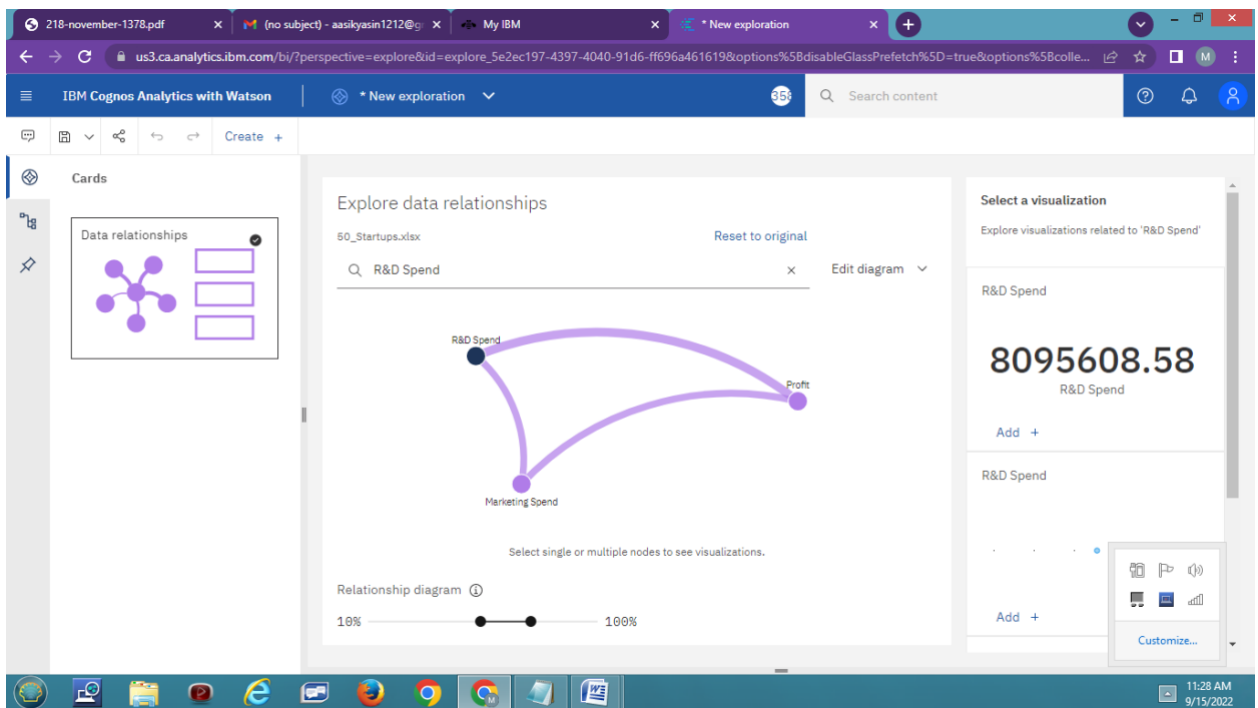 218-november-1378.pdf
(no subject) - aasikyasin1212@g
My IBM
* New exploration
us3.ca.analytics.ibm.com/bi/?perspective=explore&id=explore_5e2ec197-4397-4040-91d6-ff696a461619&options%5BdisableGlassPrefetch%5D=true&options%5Bcolle...
M
IBM Cognos Analytics with Watson
* New exploration
358
Search content
Create +
Cards
Data relationships
Explore data relationships
50_Startups.xlsx
Reset to original
R&D Spend
Edit diagram
R&D Spend
Profit
Marketing Spend
Select single or multiple nodes to see visualizations.
Relationship diagram
10%
100%
Select a visualization
Explore visualizations related to 'R&D Spend'
R&D Spend
8095608.58
R&D Spend
Add +
R&D Spend
Add +
Customize...
11:28 AM
9/15/2022